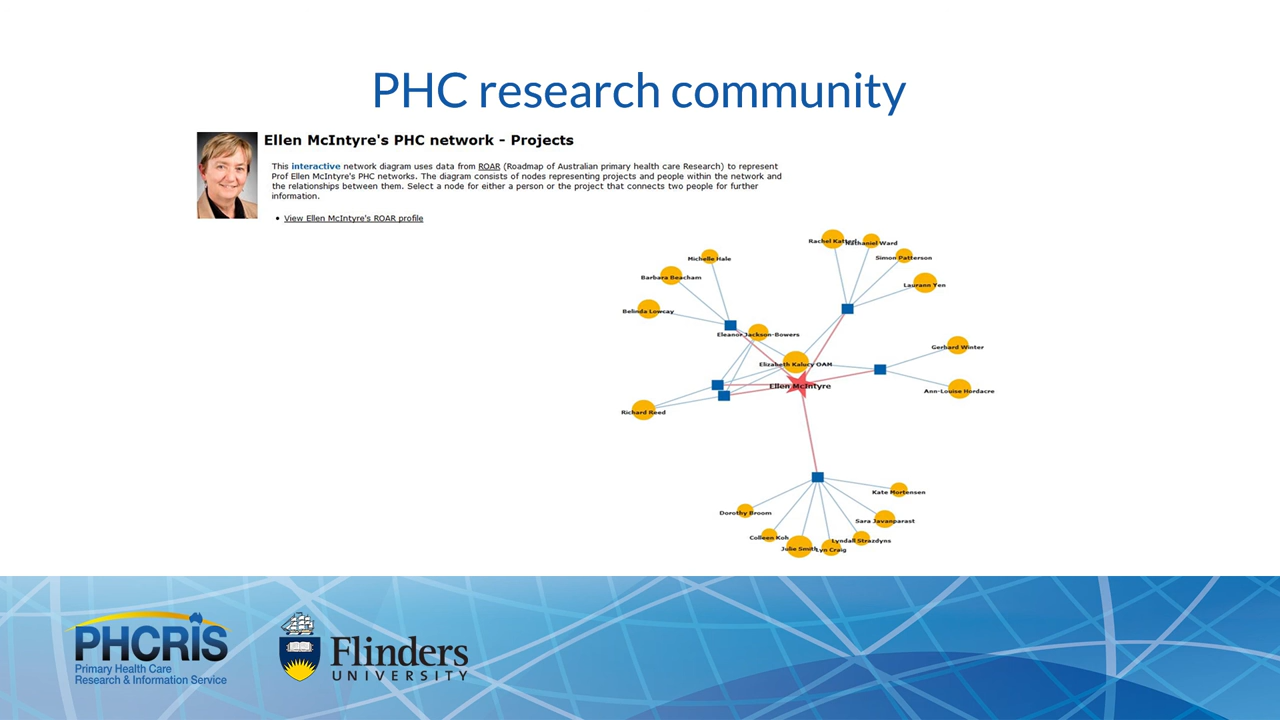 PHC research community
Ellen McIntyre's PHC network - Projects
This interactive network diagram uses data from ROAR (Roadmap of Australian primary health care Research) to represent
Prof Ellen McIntyre's PHC networks. The diagram consists of nodes representing projects and people within the network and
the relationships between them. Select a node for either a person or the project that connects two people for further
information.
• View Ellen McIntyre's ROAR profile
Rachel
Nathaniel Ward
Simon Patterson
Michelle Hale
Barbara Beacham
Laurann Yen
Belinda Lowcay
Eleanor Jackson-Bowers
Gerhard Winter
Elizabeth Kalucy OAM
Ellen McIntyre
Ann-Louise Hordacre
Richard Reed
Kate Mortensen
Dorothy Broom
Sara Javanparast
Colleen Koh
Lyndall Strazdyns
Julie Smith
Lyn Craig
PHCRIS
Primary Health Care
Research & Information Service
Flinders
UNIVERSITY